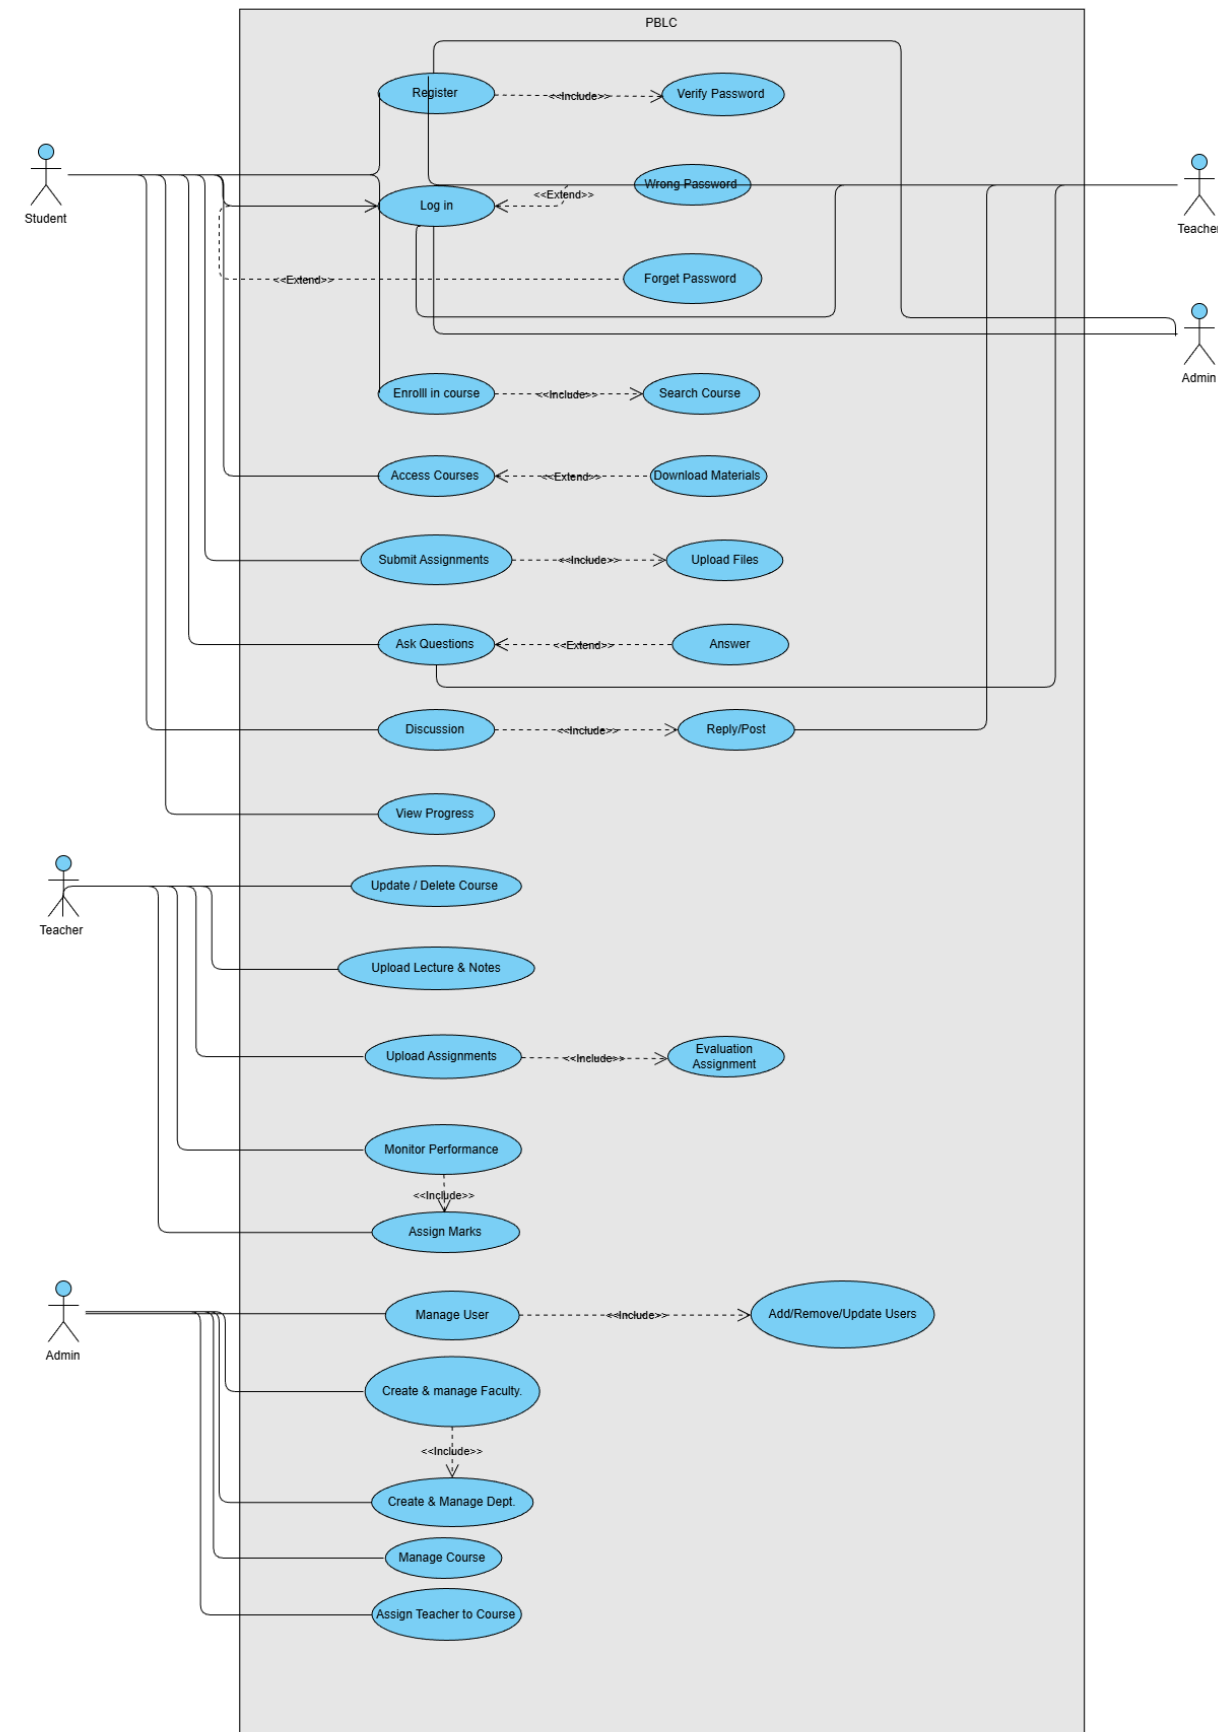 PBLC
Register
<<Include>>
Verify Password
Student
Log in
<<Extend>>
Wrong Password
Teacher
<<Extend>>
Forget Password
Admin
Enrolll in course
<<Include>>
Search Course
Access Courses
<<Extend>>
Download Materials
Submit Assignments
<<Include>>
Upload Files
Ask Questions
<<Extend>>
Answer
Discussion
<<Include>>
Reply/Post
View Progress
Teacher
Update / Delete Course
Upload Lecture & Notes
Upload Assignments
<<Include>>
Evaluation
Assignment
Monitor Performance
<<Include>>
Assign Marks
Admin
Manage User
<<Include>>
Add/Remove/Update Users
Create & manage Faculty.
<<Include>>
Create & Manage Dept.
Manage Course
Assign Teacher to Course